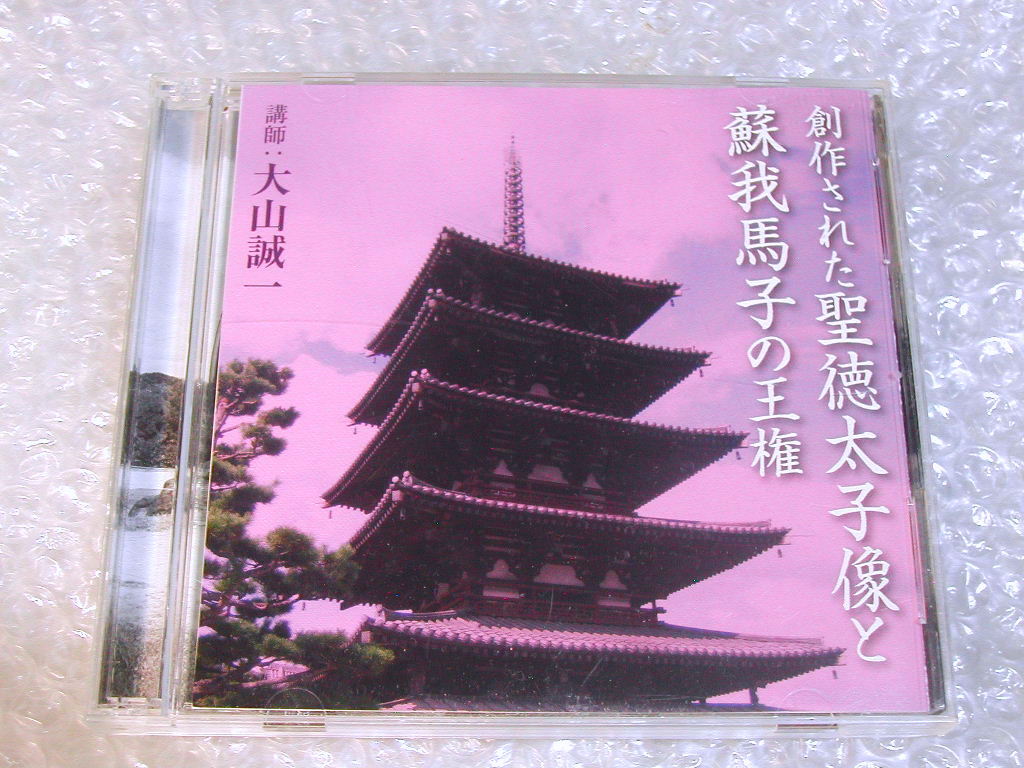 創作された聖徳太子像と
蘇我馬子の王権
講師：大山誠一